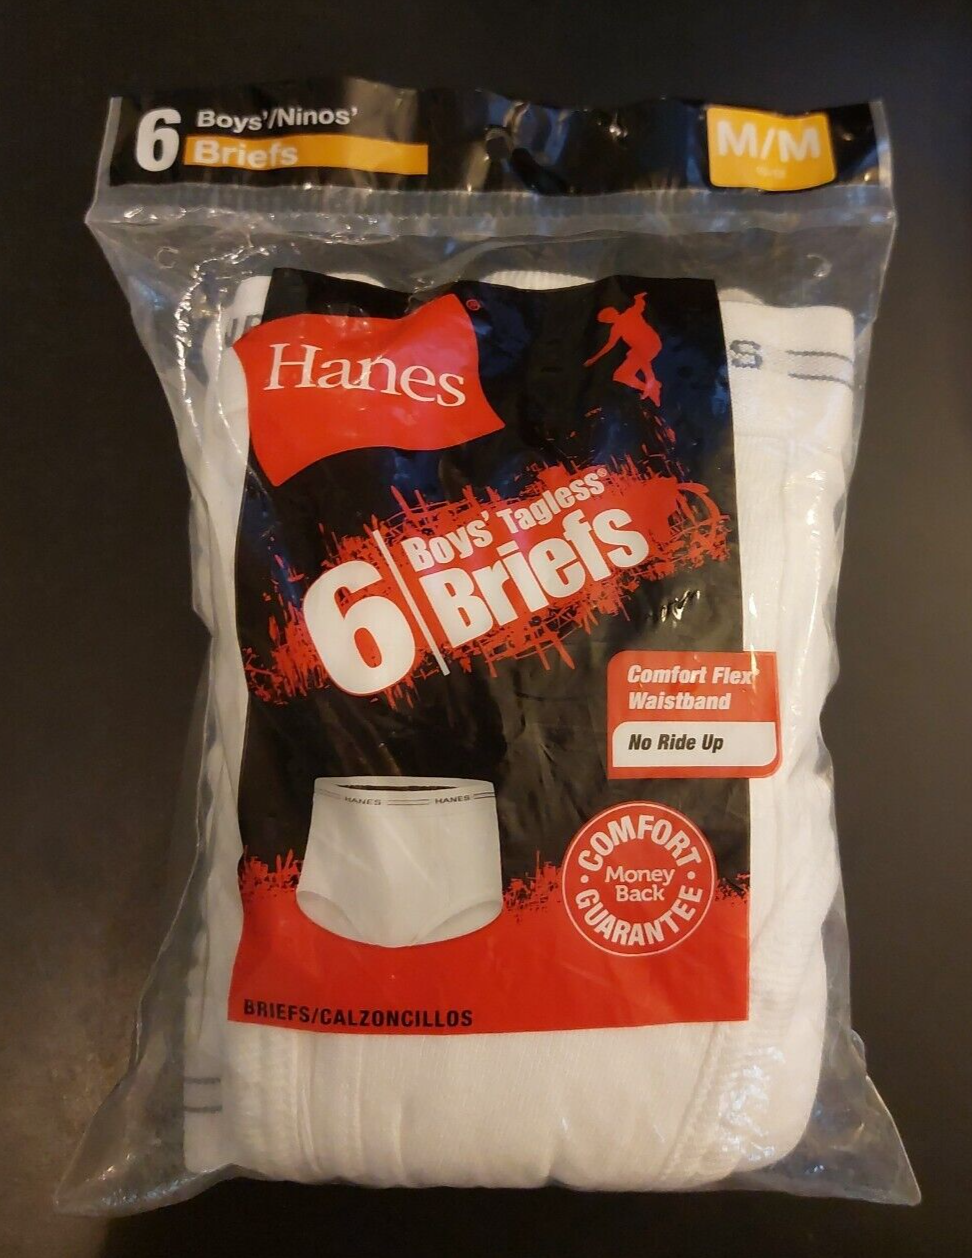 6 Boys'/Ninos'
Briefs
M/M
Hanes®
S
6 Boys' Tagless®
Briefs
Comfort Flex®
Waistband
No Ride Up
HANES HANES
COMFORT
Money
Back
GUARANTEE
BRIEFS/CALZONCILLOS